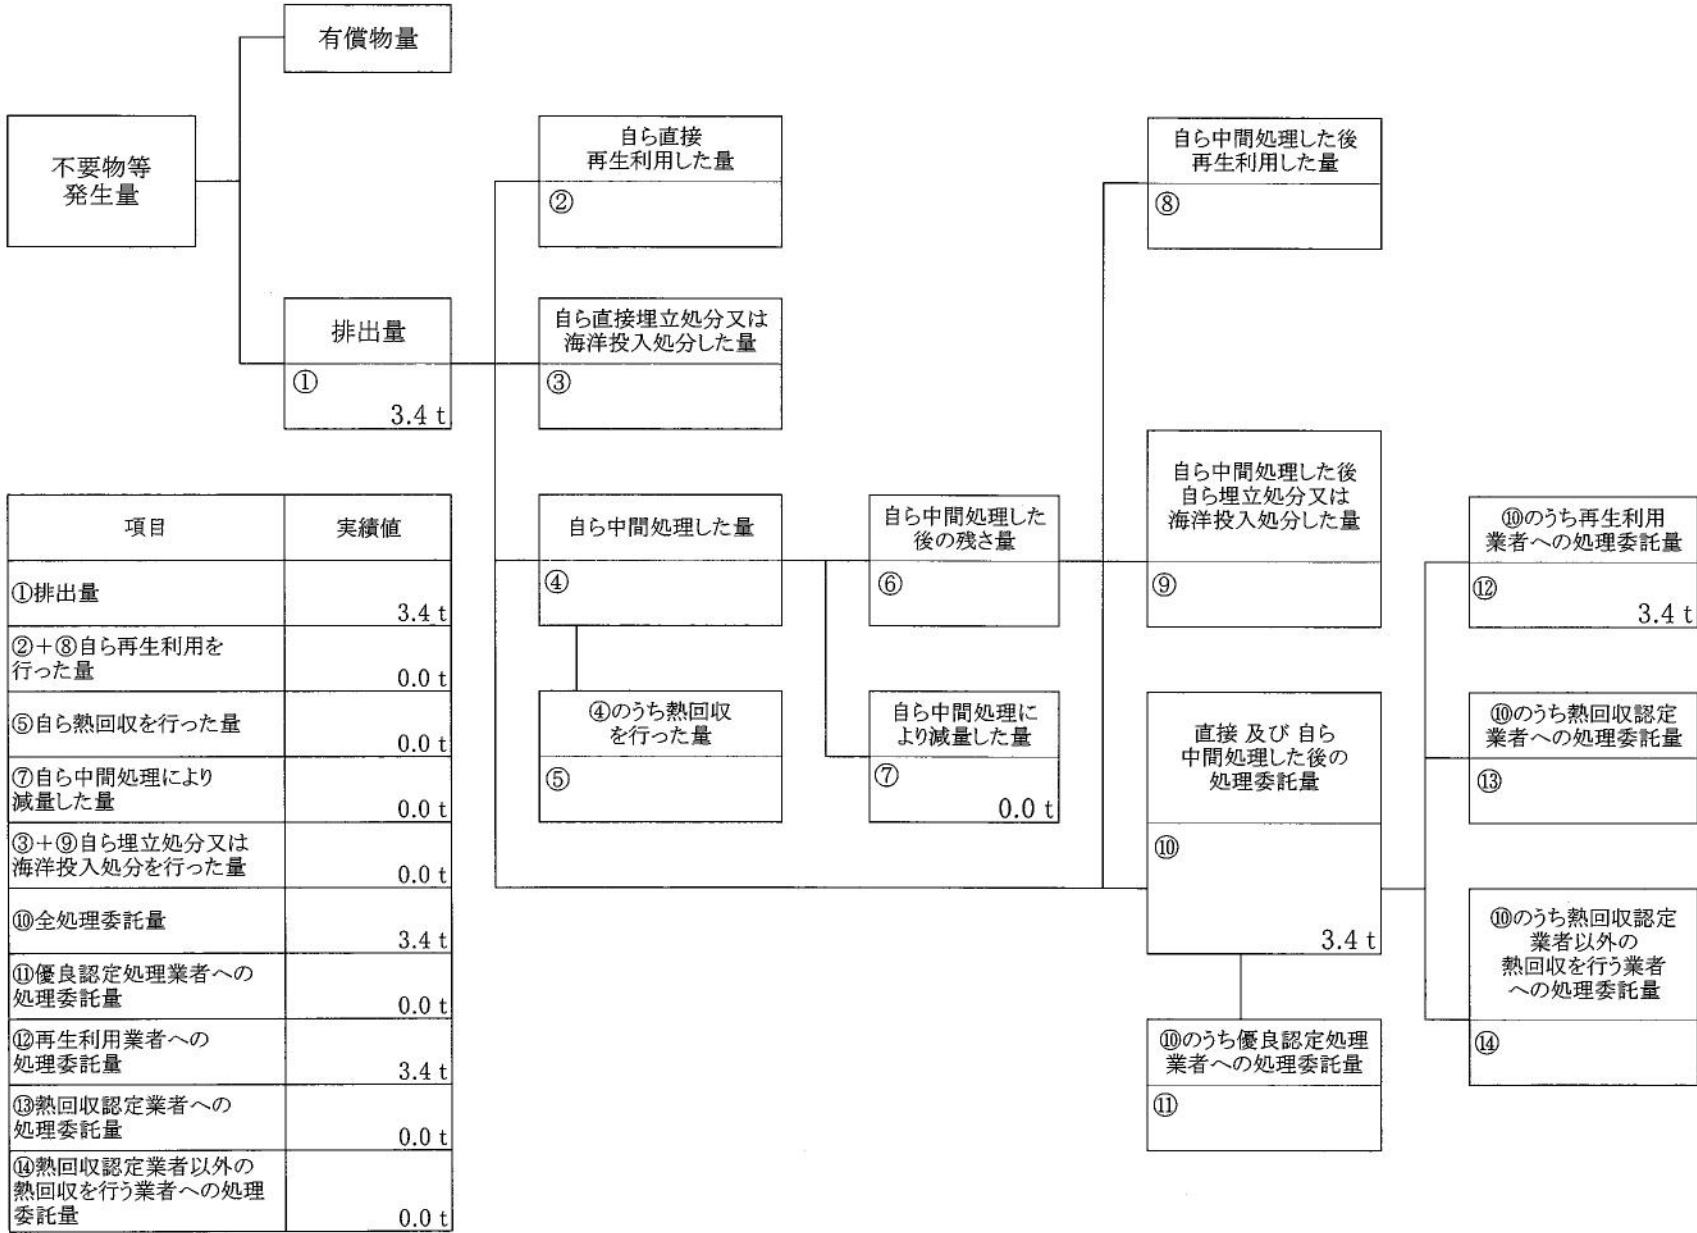 有償物量
不要物等
発生量
自ら直接
再生利用した量
②
自ら中間処理した後
再生利用した量
⑧
排出量
①
3.4 t
自ら直接埋立処分又は
海洋投入処分した量
③
項目 実績値
①排出量
3.4 t
②+⑧自ら再生利用を
行った量
0.0 t
⑤自ら熱回収を行った量
0.0 t
⑦自ら中間処理により
減量した量
0.0 t
③+⑨自ら埋立処分又は
海洋投入処分を行った量
0.0 t
⑩全処理委託量
3.4 t
⑪優良認定処理業者への
処理委託量
0.0 t
⑫再生利用業者への
処理委託量
3.4 t
⑬熱回収認定業者への
処理委託量
0.0 t
⑭熱回収認定業者以外の
熱回収を行う業者への処理
委託量
0.0 t
自ら中間処理した量
④
④のうち熱回収
を行った量
⑤
自ら中間処理した
後の残さ量
⑥
自ら中間処理に
より減量した量
⑦
0.0 t
自ら中間処理した後
自ら埋立処分又は
海洋投入処分した量
⑨
直接 及び 自ら
中間処理した後の
処理委託量
⑩
3.4 t
⑩のうち優良認定処理
業者への処理委託量
⑪
⑩のうち再生利用
業者への処理委託量
⑫
3.4 t
⑩のうち熱回収認定
業者への処理委託量
⑬
⑩のうち熱回収認定
業者以外の
熱回収を行う業者
への処理委託量
⑭